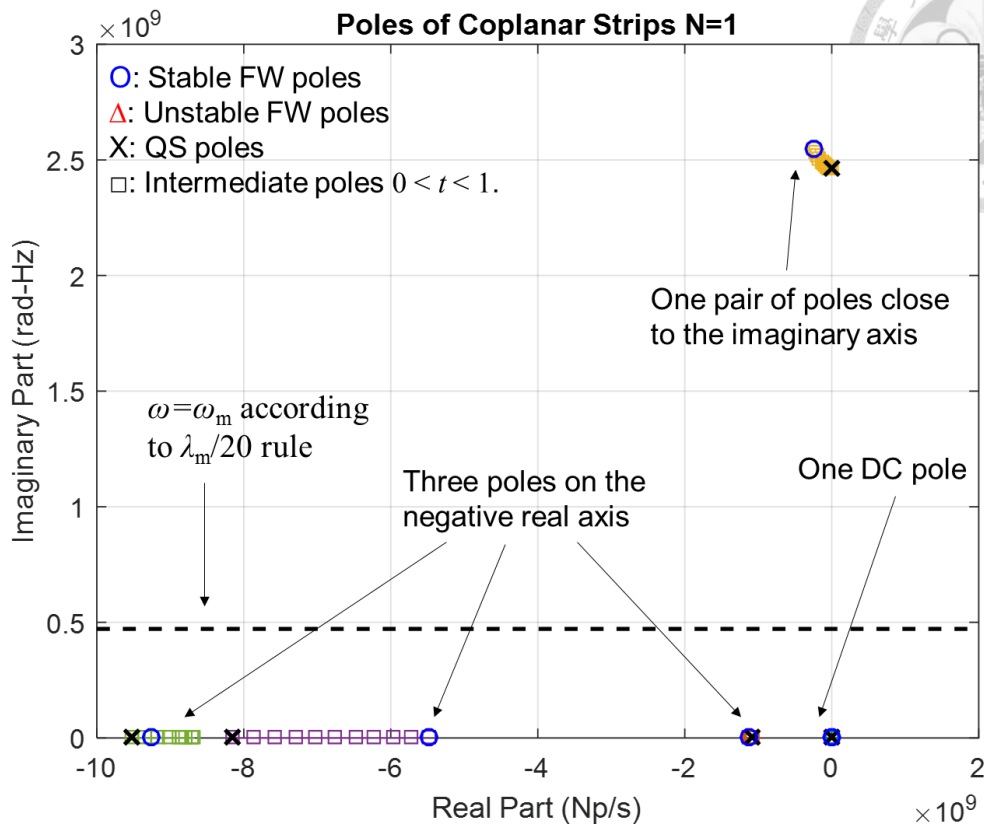 Poles of Coplanar Strips N=1
×10⁹
3
2.5
2
1.5
1
0.5
0
Imaginary Part (rad-Hz)
O: Stable FW poles
Δ: Unstable FW poles
X: QS poles
□: Intermediate poles 0 < t < 1.
One pair of poles close
to the imaginary axis
ω=ωₘ according
to λₘ/20 rule
Three poles on the
negative real axis
One DC pole
-10
-8
-6
-4
-2
0
2
Real Part (Np/s)
×10⁹
學